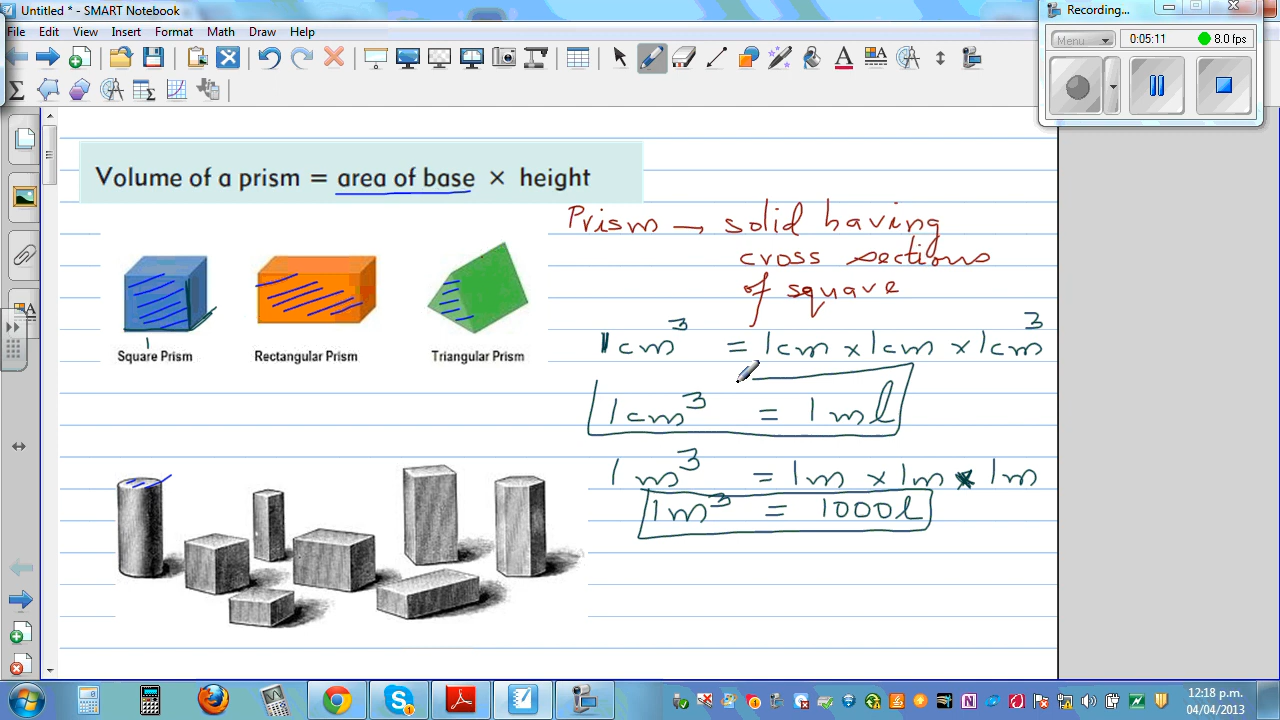 Untitled * - SMART Notebook
Recording...
File Edit View Insert Format Math Draw Help
Menu
0:05:11
8.0 fps
Volume of a prism = area of base × height
Prism → solid having
cross sections
of square
Square Prism
Rectangular Prism
Triangular Prism
1cm³ = 1cm x 1cm x 1cm³
1cm³ = 1ml
1m³ = 1m x 1m x 1m
1m³ = 1000l
12:18 p.m.
04/04/2013